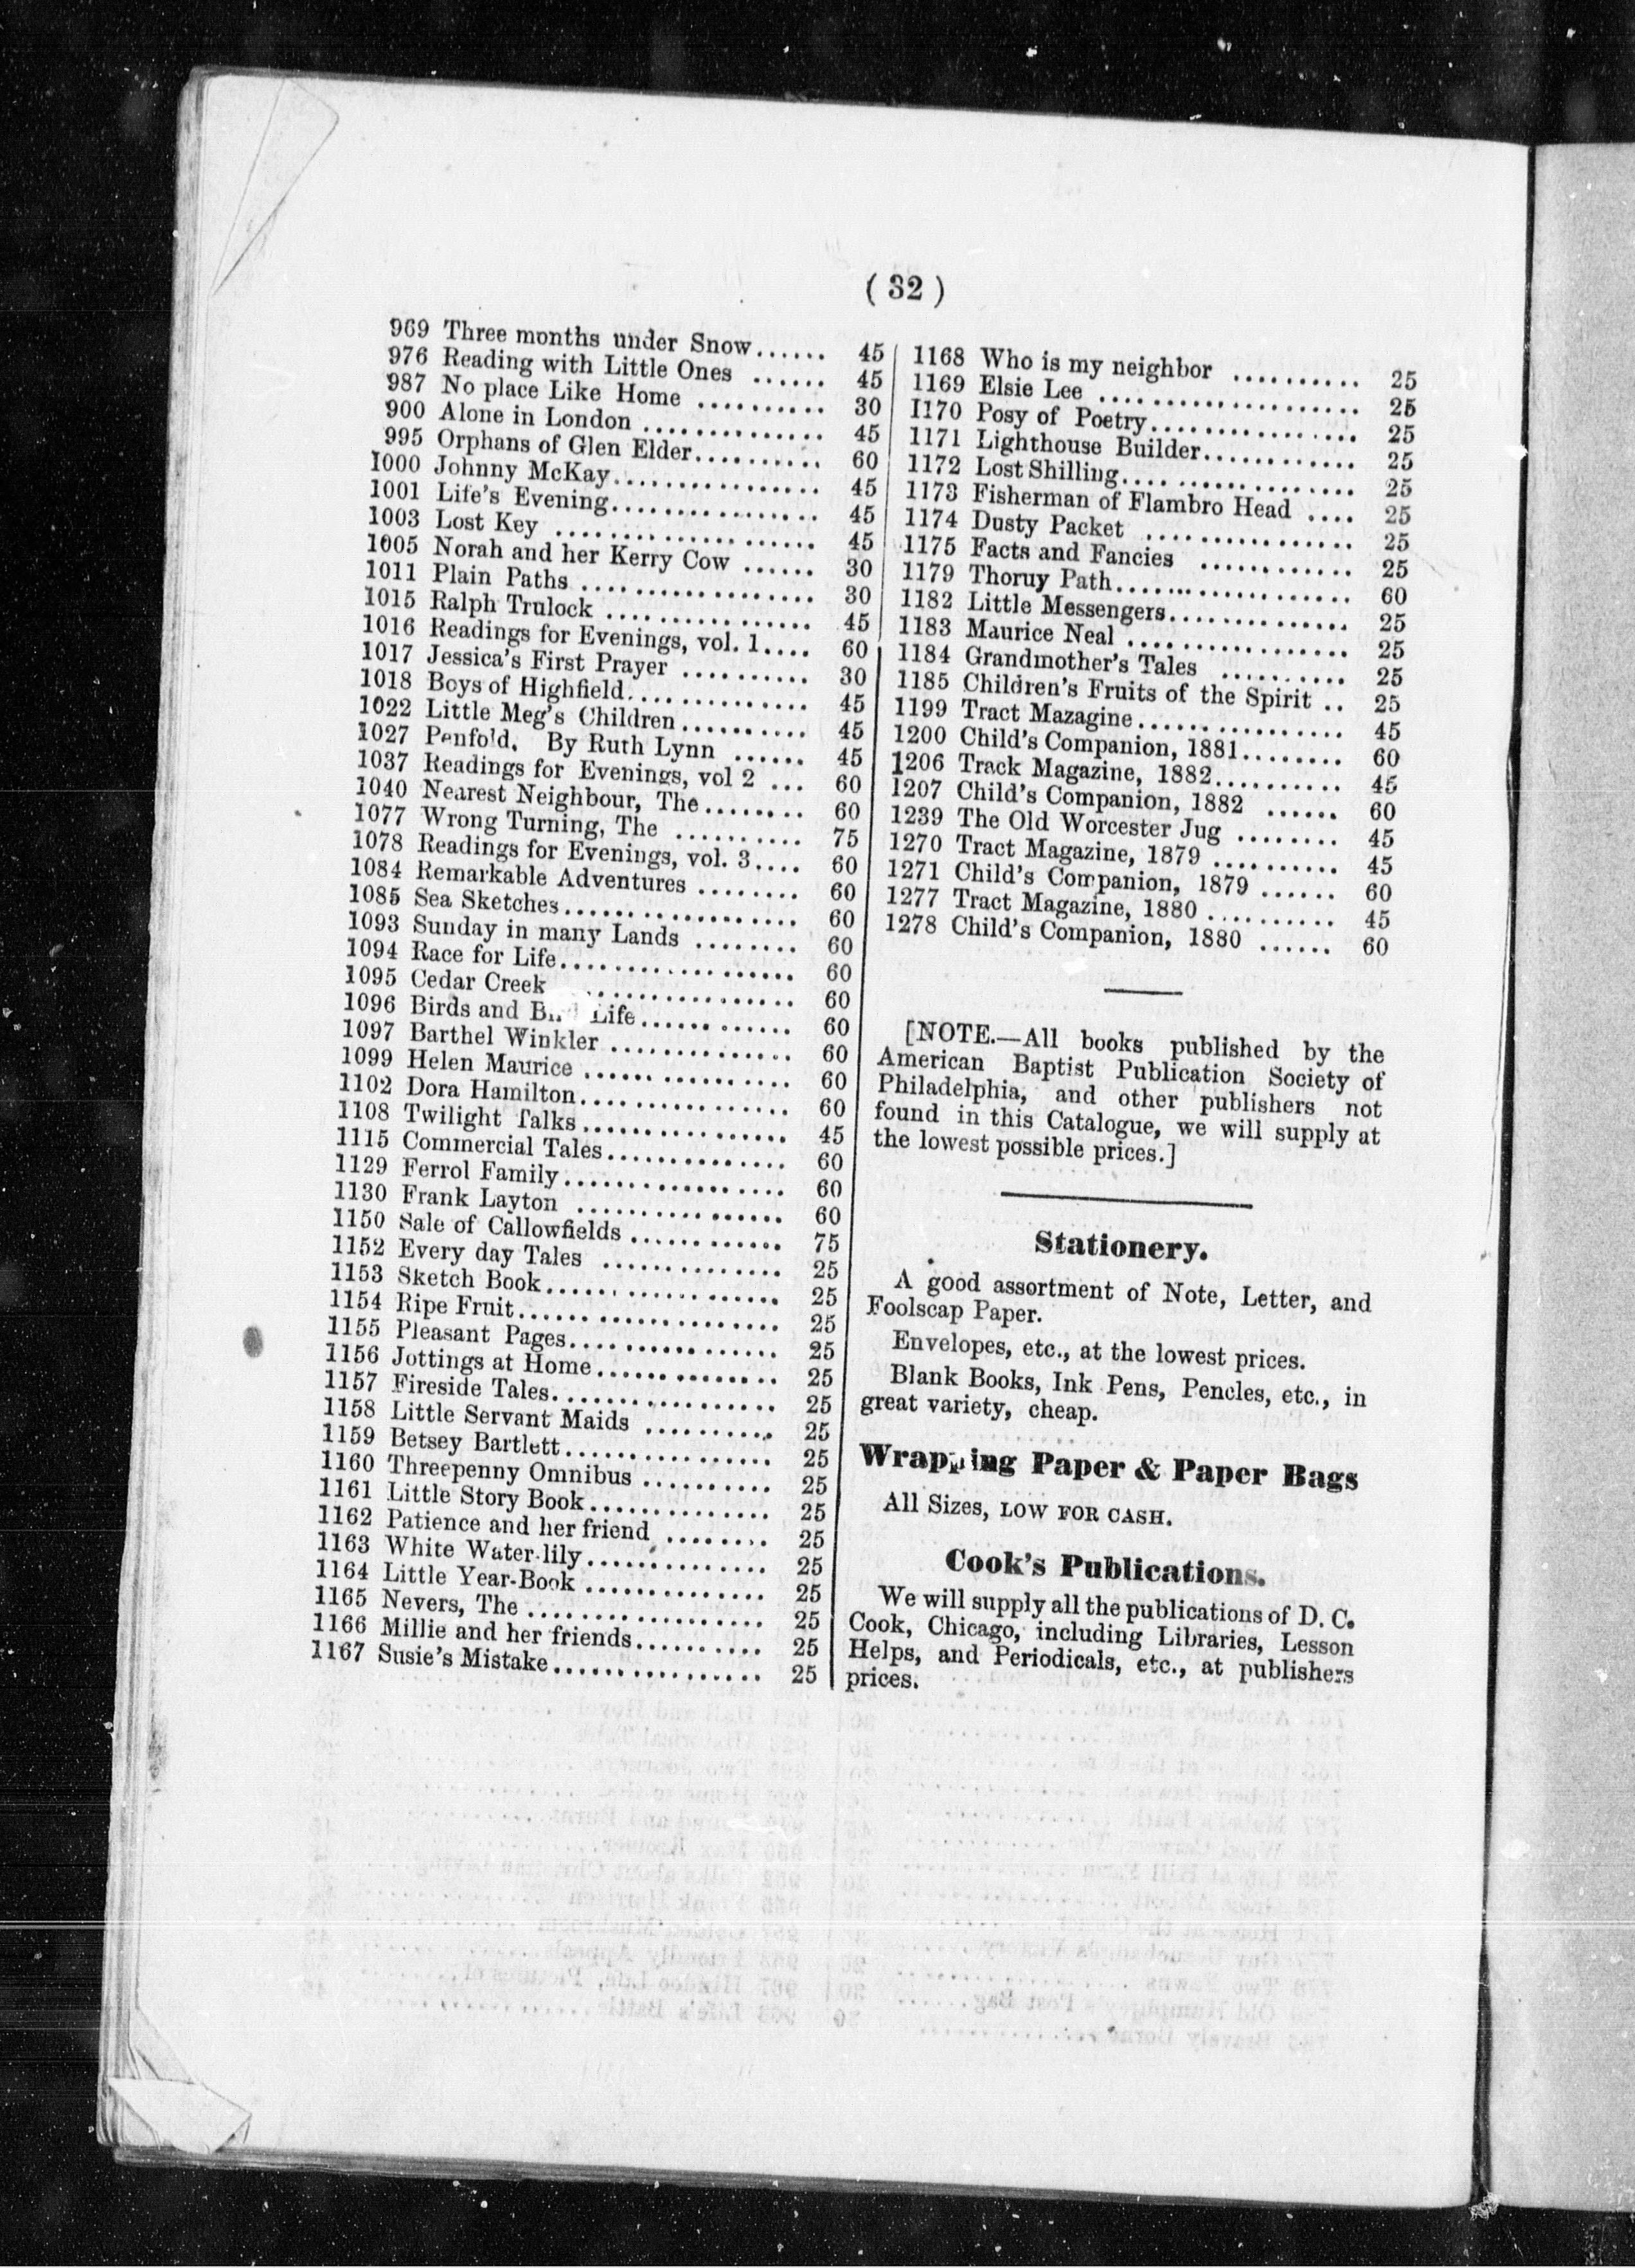 ( 32 )
969 Three months under Snow...... 45
976 Reading with Little Ones ...... 45
987 No place Like Home .......... 30
900 Alone in London .............. 45
995 Orphans of Glen Elder.......... 60
1000 Johnny McKay................ 45
1001 Life's Evening................ 45
1003 Lost Key .................... 45
1005 Norah and her Kerry Cow ...... 30
1011 Plain Paths .................. 30
1015 Ralph Trulock ................ 45
1016 Readings for Evenings, vol. 1.... 60
1017 Jessica's First Prayer .......... 30
1018 Boys of Highfield.............. 45
1022 Little Meg's Children.......... 45
1027 Penfold. By Ruth Lynn ...... 45
1037 Readings for Evenings, vol 2 ... 60
1040 Nearest Neighbour, The........ 60
1077 Wrong Turning, The .......... 75
1078 Readings for Evenings, vol. 3.... 60
1084 Remarkable Adventures ........ 60
1085 Sea Sketches.................. 60
1093 Sunday in many Lands ........ 60
1094 Race for Life.................. 60
1095 Cedar Creek ................ 60
1096 Birds and Life............ 60
1097 Barthel Winkler .............. 60
1099 Helen Maurice ................ 60
1102 Dora Hamilton................ 60
1108 Twilight Talks................ 45
1115 Commercial Tales.............. 60
1129 Ferrol Family.................. 60
1130 Frank Layton ................ 60
1150 Sale of Callowfields ............ 75
1152 Every day Tales .............. 25
1153 Sketch Book.................. 25
1154 Ripe Fruit.................... 25
1155 Pleasant Pages................ 25
1156 Jottings at Home.............. 25
1157 Fireside Tales.................. 25
1158 Little Servant Maids .......... 25
1159 Betsey Bartlett................ 25
1160 Threepenny Omnibus .......... 25
1161 Little Story Book.............. 25
1162 Patience and her friend ........ 25
1163 White Water-lily.............. 25
1164 Little Year-Book .............. 25
1165 Nevers, The .................. 25
1166 Millie and her friends.......... 25
1167 Susie's Mistake................ 25
1168 Who is my neighbor .......... 25
1169 Elsie Lee .................... 25
1170 Posy of Poetry................ 25
1171 Lighthouse Builder............ 25
1172 Lost Shilling.................. 25
1173 Fisherman of Flambro Head .... 25
1174 Dusty Packet ................ 25
1175 Facts and Fancies ............ 25
1179 Thoruy Path.................. 60
1182 Little Messengers.............. 25
1183 Maurice Neal ................ 25
1184 Grandmother's Tales .......... 25
1185 Children's Fruits of the Spirit .. 25
1199 Tract Mazagine................ 45
1200 Child's Companion, 1881........ 60
1206 Track Magazine, 1882.......... 45
1207 Child's Companion, 1882 ...... 60
1239 The Old Worcester Jug ........ 45
1270 Tract Magazine, 1879 .......... 45
1271 Child's Companion, 1879 ...... 60
1277 Tract Magazine, 1880 .......... 45
1278 Child's Companion, 1880 ...... 60
[NOTE.—All books published by the
American Baptist Publication Society of
Philadelphia, and other publishers not
found in this Catalogue, we will supply at
the lowest possible prices.]
Stationery.
A good assortment of Note, Letter, and
Foolscap Paper.
Envelopes, etc., at the lowest prices.
Blank Books, Ink Pens, Pencles, etc., in
great variety, cheap.
Wrapping Paper & Paper Bags
All Sizes, LOW FOR CASH.
Cook's Publications.
We will supply all the publications of D. C.
Cook, Chicago, including Libraries, Lesson
Helps, and Periodicals, etc., at publishers
prices.